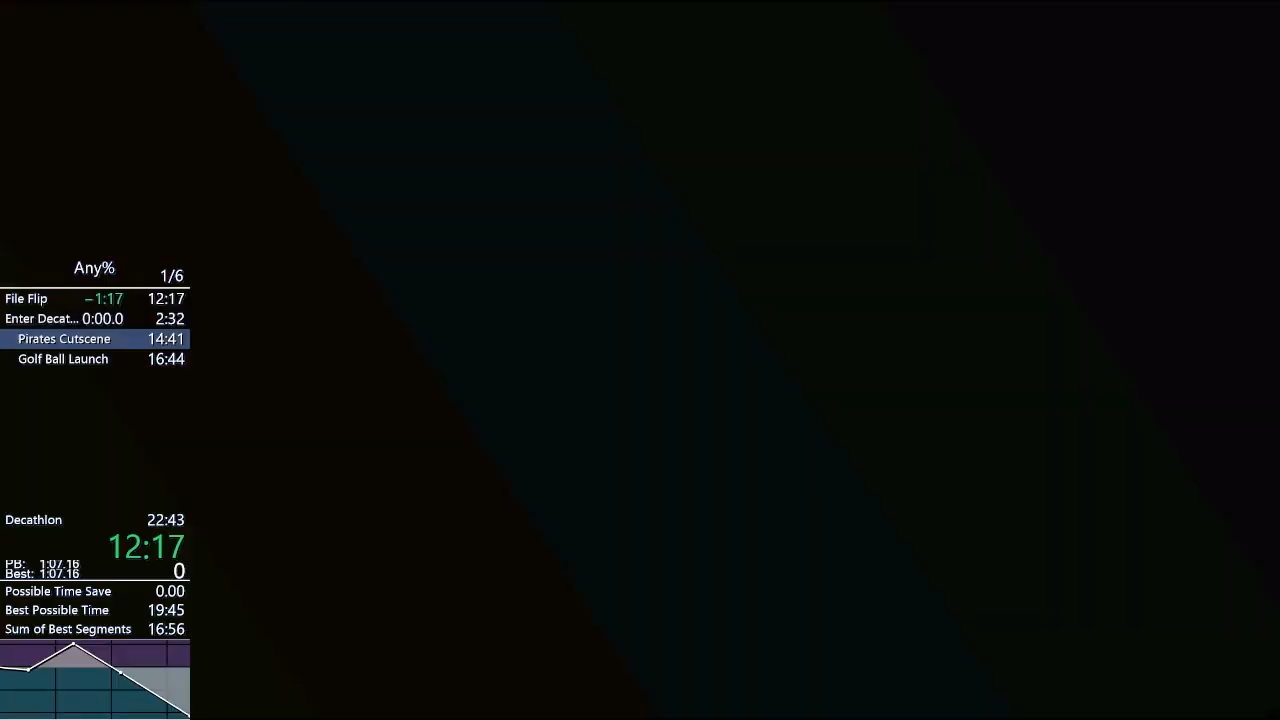 Any%
1/6
File Flip −1:17 12:17
Enter Decat... 0:00.0 2:32
Pirates Cutscene 14:41
Golf Ball Launch 16:44
Decathlon 22:43
12:17
PB: 1:07.16
Best: 1:07.16 0
Possible Time Save 0.00
Best Possible Time 19:45
Sum of Best Segments 16:56